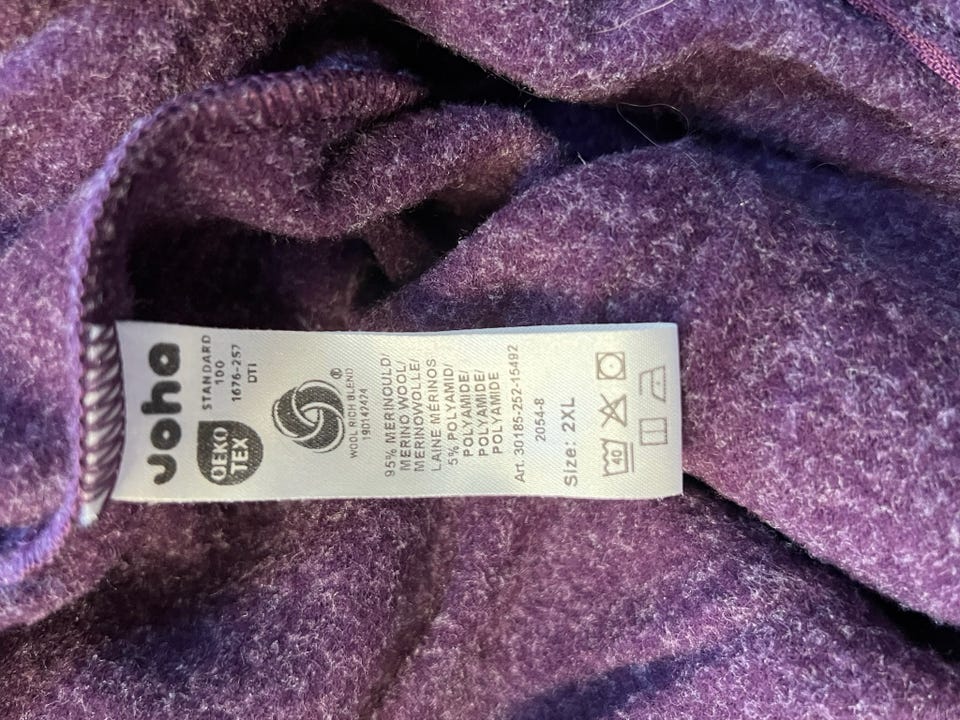 Joha
OEKO
TEX
STANDARD
100
1676-257
DTI
WOOL RICH BLEND
190142424
95% MERINOULD/
MERINO WOOL/
MERINOWOLLE/
LAINE MÉRINOS
5% POLYAMID/
POLYAMIDE/
POLYAMIDE/
POLYAMIDE
Art. 30185-252-15492
2054-8
Size: 2XL
40